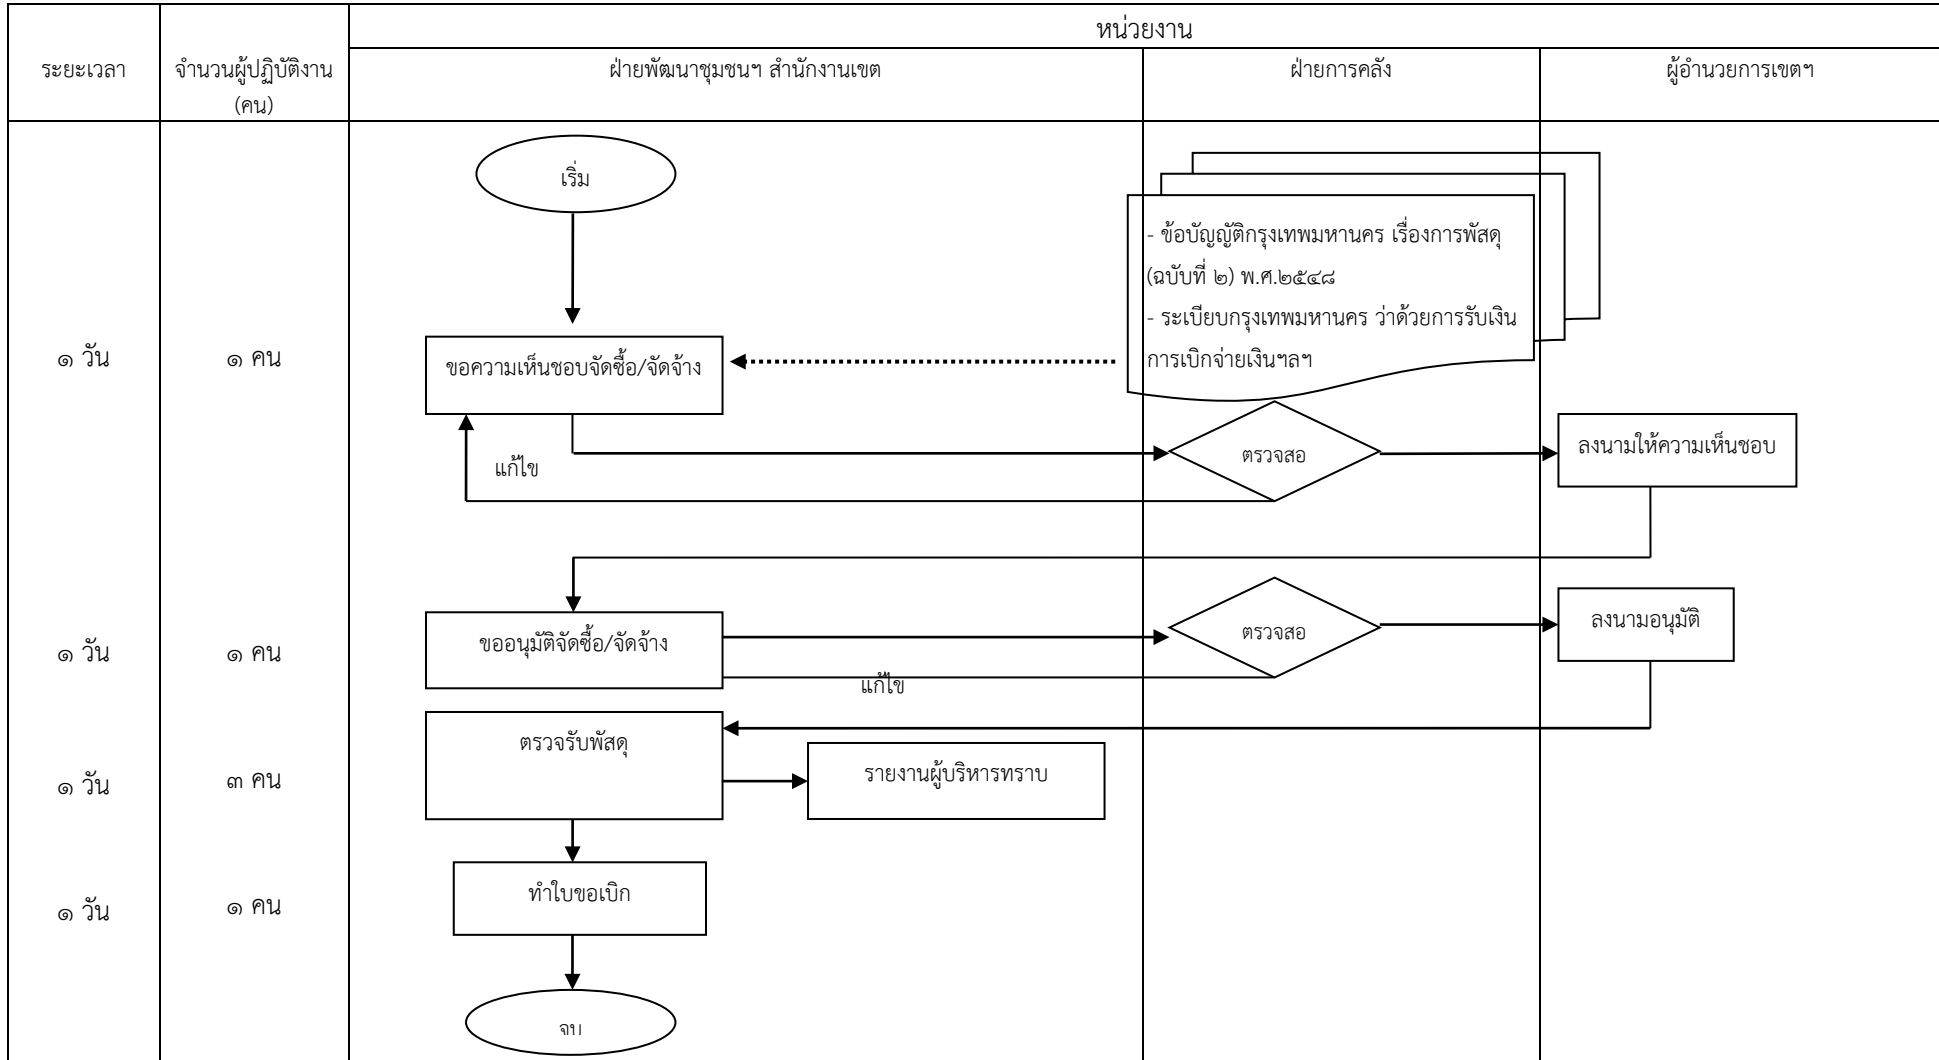 หน่วยงาน
ระยะเวลา
จำนวนผู้ปฏิบัติงาน
(คน)
ฝ่ายพัฒนาชุมชนฯ สำนักงานเขต
ฝ่ายการคลัง
ผู้อำนวยการเขตฯ
เริ่ม
- ข้อบัญญัติกรุงเทพมหานคร เรื่องการพัสดุ
(ฉบับที่ ๒) พ.ศ.๒๕๔๘
- ระเบียบกรุงเทพมหานคร ว่าด้วยการรับเงิน
การเบิกจ่ายเงินฯลฯ
๑ วัน
๑ คน
ขอความเห็นชอบจัดซื้อ/จัดจ้าง
แก้ไข
ตรวจสอ
ลงนามให้ความเห็นชอบ
๑ วัน
๑ คน
ขออนุมัติจัดซื้อ/จัดจ้าง
ตรวจสอ
ลงนามอนุมัติ
แก้ไข
๑ วัน
๓ คน
ตรวจรับพัสดุ
รายงานผู้บริหารทราบ
๑ วัน
๑ คน
ทำใบขอเบิก
จบ